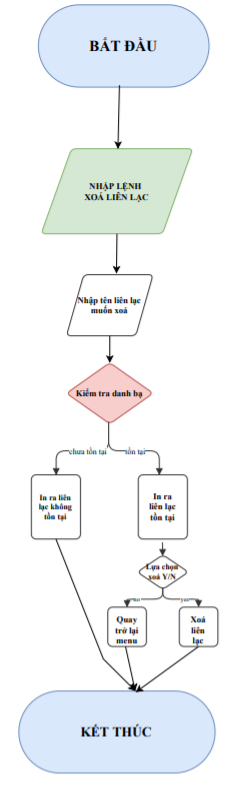 BẮT ĐẦU
NHẬP LỆNH
XOÁ LIÊN LẠC
Nhập tên liên lạc
muốn xoá
Kiểm tra danh bạ
chưa tồn tại
tồn tại
In ra liên
lạc không
tồn tại
In ra
liên lạc
tồn tại
Lựa chọn
xoá Y/N
Quay
trở lại
menu
Xoá
liên
lạc
KẾT THÚC